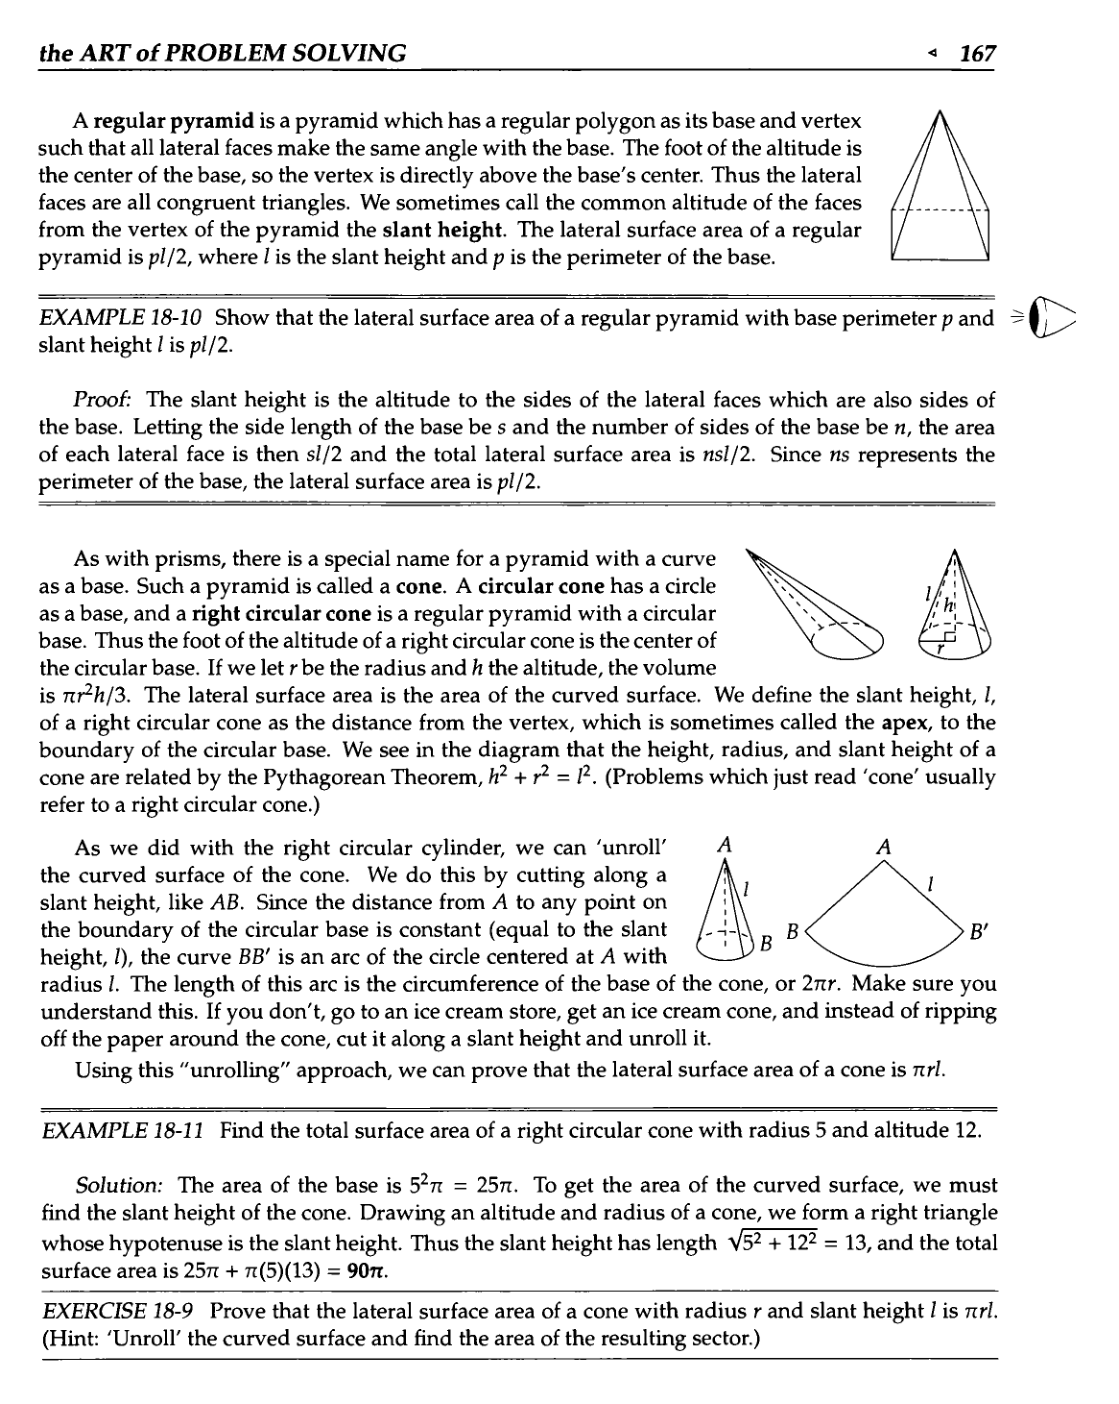 the ART of PROBLEM SOLVING ◁ 167
A regular pyramid is a pyramid which has a regular polygon as its base and vertex
such that all lateral faces make the same angle with the base. The foot of the altitude is
the center of the base, so the vertex is directly above the base's center. Thus the lateral
faces are all congruent triangles. We sometimes call the common altitude of the faces
from the vertex of the pyramid the slant height. The lateral surface area of a regular
pyramid is pl/2, where l is the slant height and p is the perimeter of the base.
EXAMPLE 18-10 Show that the lateral surface area of a regular pyramid with base perimeter p and
slant height l is pl/2.
Proof: The slant height is the altitude to the sides of the lateral faces which are also sides of
the base. Letting the side length of the base be s and the number of sides of the base be n, the area
of each lateral face is then sl/2 and the total lateral surface area is nsl/2. Since ns represents the
perimeter of the base, the lateral surface area is pl/2.
As with prisms, there is a special name for a pyramid with a curve
as a base. Such a pyramid is called a cone. A circular cone has a circle
as a base, and a right circular cone is a regular pyramid with a circular
base. Thus the foot of the altitude of a right circular cone is the center of
the circular base. If we let r be the radius and h the altitude, the volume
l
h
r
is πr²h/3. The lateral surface area is the area of the curved surface. We define the slant height, l,
of a right circular cone as the distance from the vertex, which is sometimes called the apex, to the
boundary of the circular base. We see in the diagram that the height, radius, and slant height of a
cone are related by the Pythagorean Theorem, h² + r² = l². (Problems which just read 'cone' usually
refer to a right circular cone.)
As we did with the right circular cylinder, we can 'unroll'
the curved surface of the cone. We do this by cutting along a
slant height, like AB. Since the distance from A to any point on
the boundary of the circular base is constant (equal to the slant
height, l), the curve BB' is an arc of the circle centered at A with
A
l
B
A
l
B
B'
radius l. The length of this arc is the circumference of the base of the cone, or 2πr. Make sure you
understand this. If you don't, go to an ice cream store, get an ice cream cone, and instead of ripping
off the paper around the cone, cut it along a slant height and unroll it.
Using this "unrolling" approach, we can prove that the lateral surface area of a cone is πrl.
EXAMPLE 18-11 Find the total surface area of a right circular cone with radius 5 and altitude 12.
Solution: The area of the base is 5²π = 25π. To get the area of the curved surface, we must
find the slant height of the cone. Drawing an altitude and radius of a cone, we form a right triangle
whose hypotenuse is the slant height. Thus the slant height has length √5² + 12² = 13, and the total
surface area is 25π + π(5)(13) = 90π.
EXERCISE 18-9 Prove that the lateral surface area of a cone with radius r and slant height l is πrl.
(Hint: 'Unroll' the curved surface and find the area of the resulting sector.)